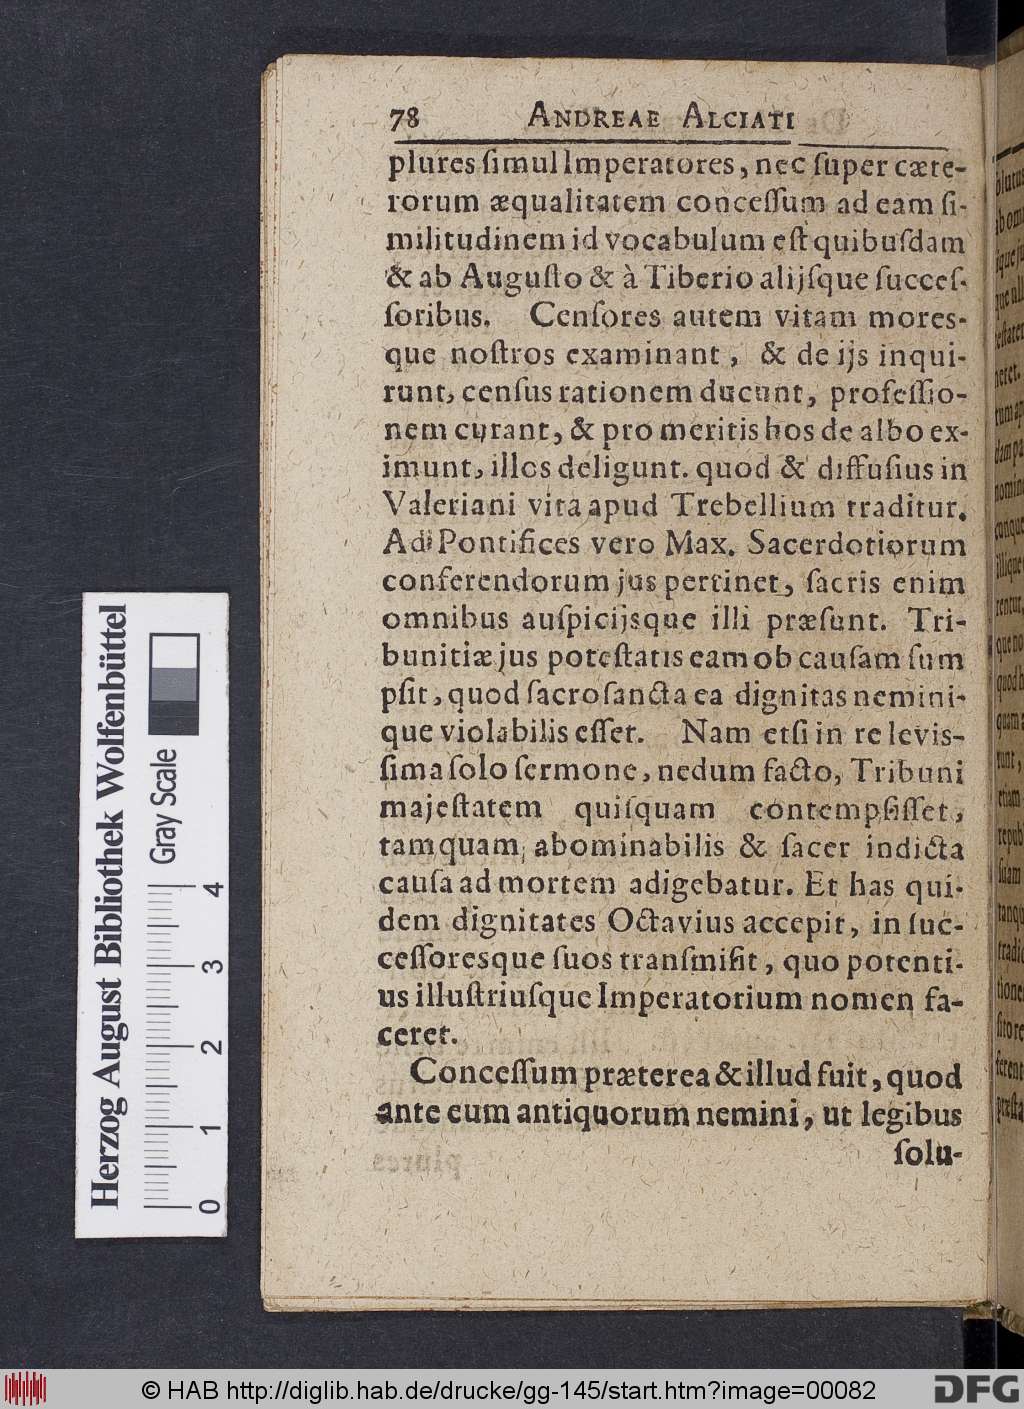 78 ANDREAE ALCIATI
plures ſimul Imperatores, nec ſuper cæte-
rorum æqualitatem conceſſum ad eam ſi-
militudinem id vocabulum eſt quibuſdam
& ab Auguſto & à Tiberio alijſque ſucceſ-
ſoribus. Cenſores autem vitam mores-
que noſtros examinant, & de ijs inqui-
runt, cenſus rationem ducunt, profeſſio-
nem curant, & pro meritis hos de albo ex-
imunt, illos deligunt. quod & diffuſius in
Valeriani vita apud Trebellium traditur.
Ad Pontifices vero Max. Sacerdotiorum
conferendorum jus pertinet, ſacris enim
omnibus auſpicijsque illi præſunt. Tri-
bunitiæ jus poteſtatis eam ob cauſam ſum
pſit, quod ſacroſancta ea dignitas nemini-
que violabilis eſſet. Nam etſi in re levis-
ſima ſolo ſermone, nedum facto, Tribuni
majeſtatem quiſquam contempſiſſet,
tamquam abominabilis & ſacer indicta
cauſa ad mortem adigebatur. Et has qui-
dem dignitates Octavius accepit, in ſuc-
ceſſoresque ſuos tranſmiſit, quo potenti-
us illuſtriuſque Imperatorium nomen fa-
ceret.
Conceſſum præterea & illud fuit, quod
ante eum antiquorum nemini, ut legibus
ſolu-
Herzog August Bibliothek Wolfenbüttel
Gray Scale
0 1 2 3 4
© HAB http://diglib.hab.de/drucke/gg-145/start.htm?image=00082
DFG